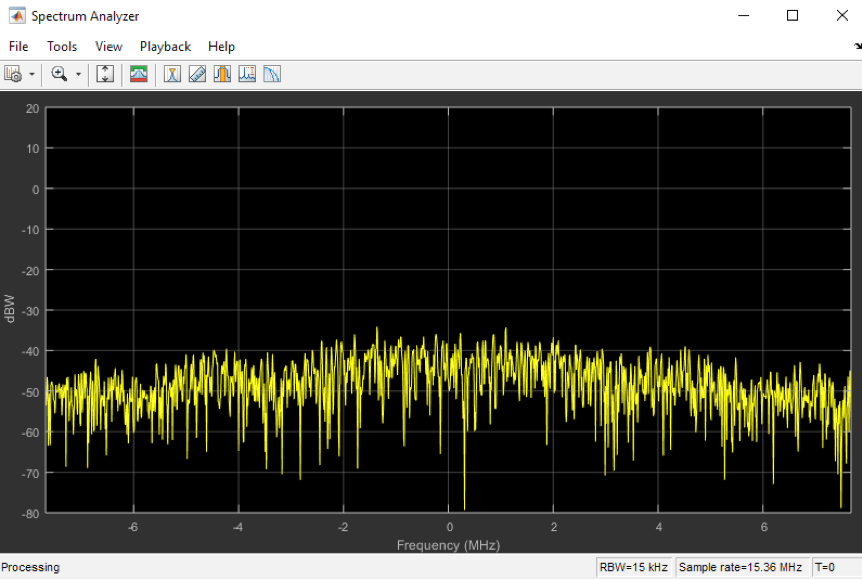 Spectrum Analyzer
File Tools View Playback Help
20
10
0
-10
-20
-30
-40
-50
-60
-70
-80
dBW
-6 -4 -2 0 2 4 6
Frequency (MHz)
Processing RBW=15 kHz Sample rate=15.36 MHz T=0